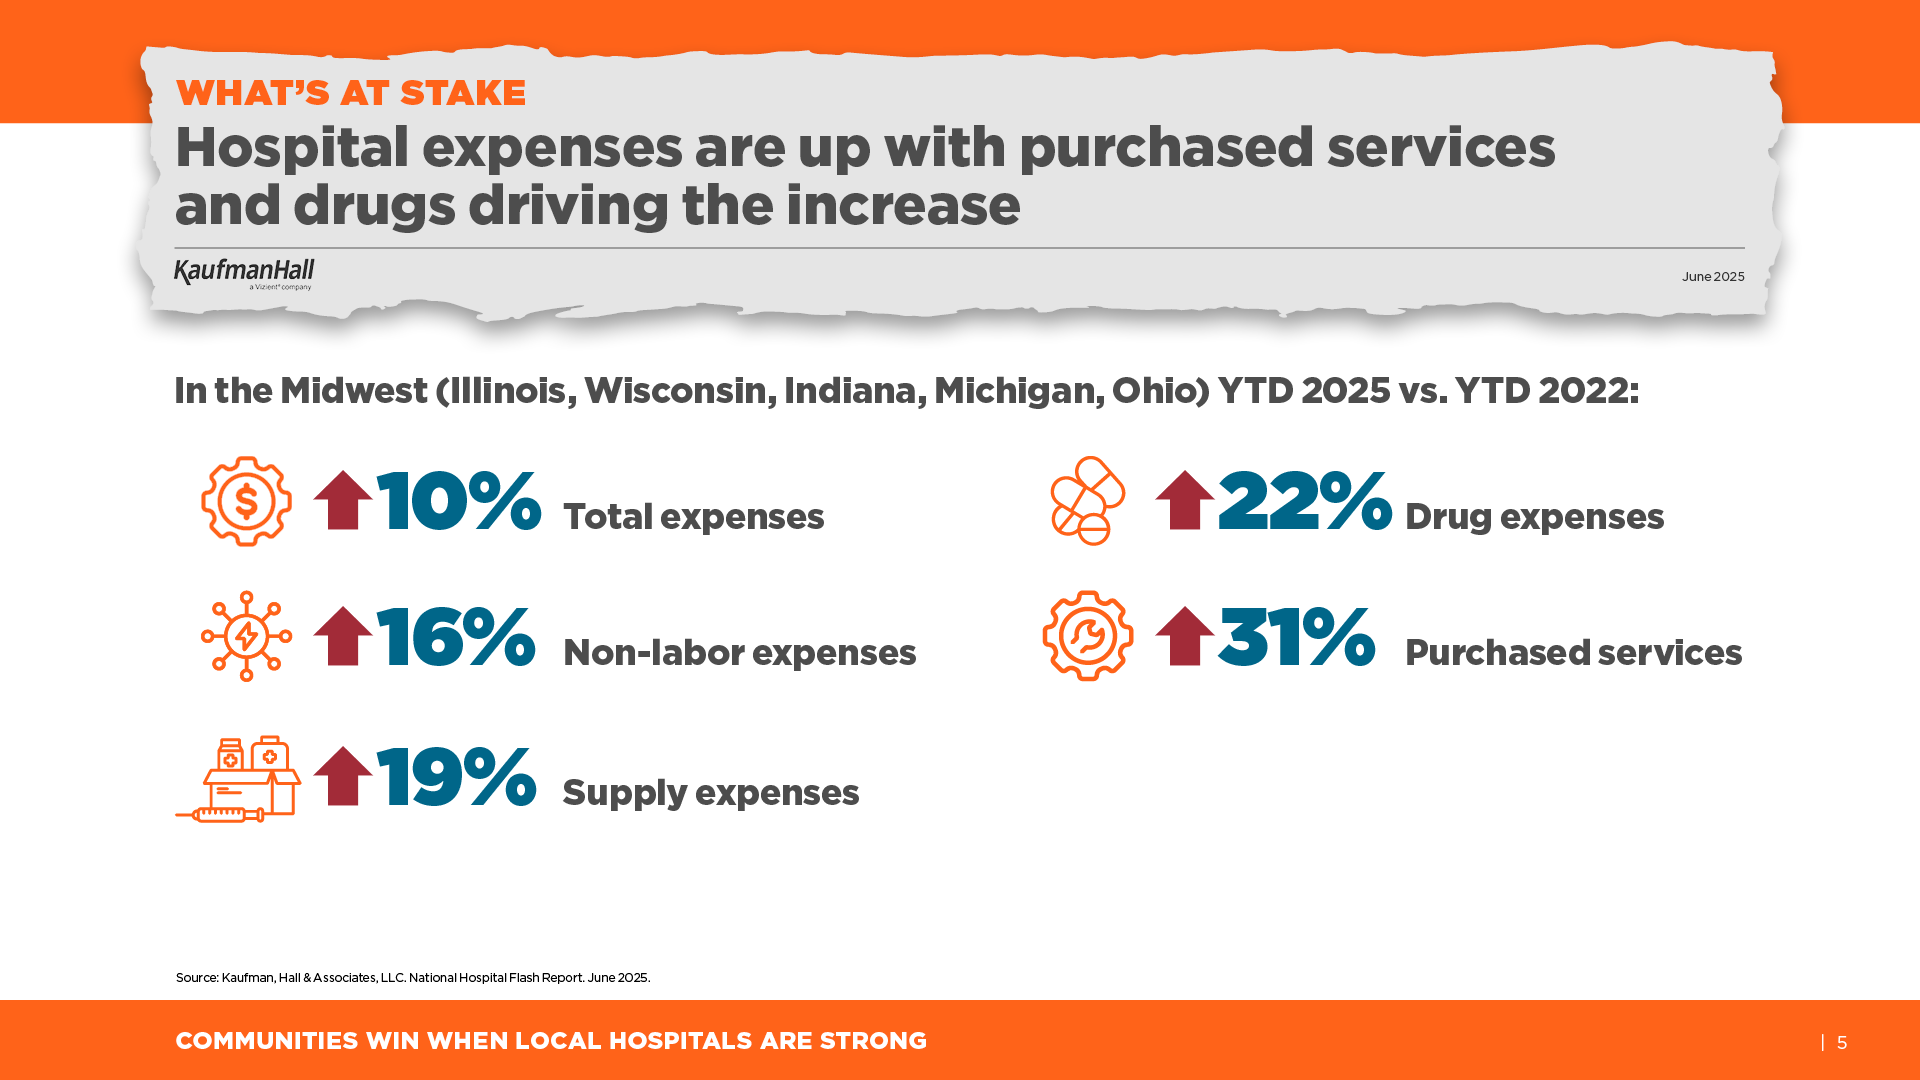 WHAT’S AT STAKE
Hospital expenses are up with purchased services
and drugs driving the increase
KaufmanHall
a Vizient® company
June 2025
In the Midwest (Illinois, Wisconsin, Indiana, Michigan, Ohio) YTD 2025 vs. YTD 2022:
$
10% Total expenses
22% Drug expenses
16% Non-labor expenses
31% Purchased services
19% Supply expenses
Source: Kaufman, Hall & Associates, LLC. National Hospital Flash Report. June 2025.
COMMUNITIES WIN WHEN LOCAL HOSPITALS ARE STRONG
| 5